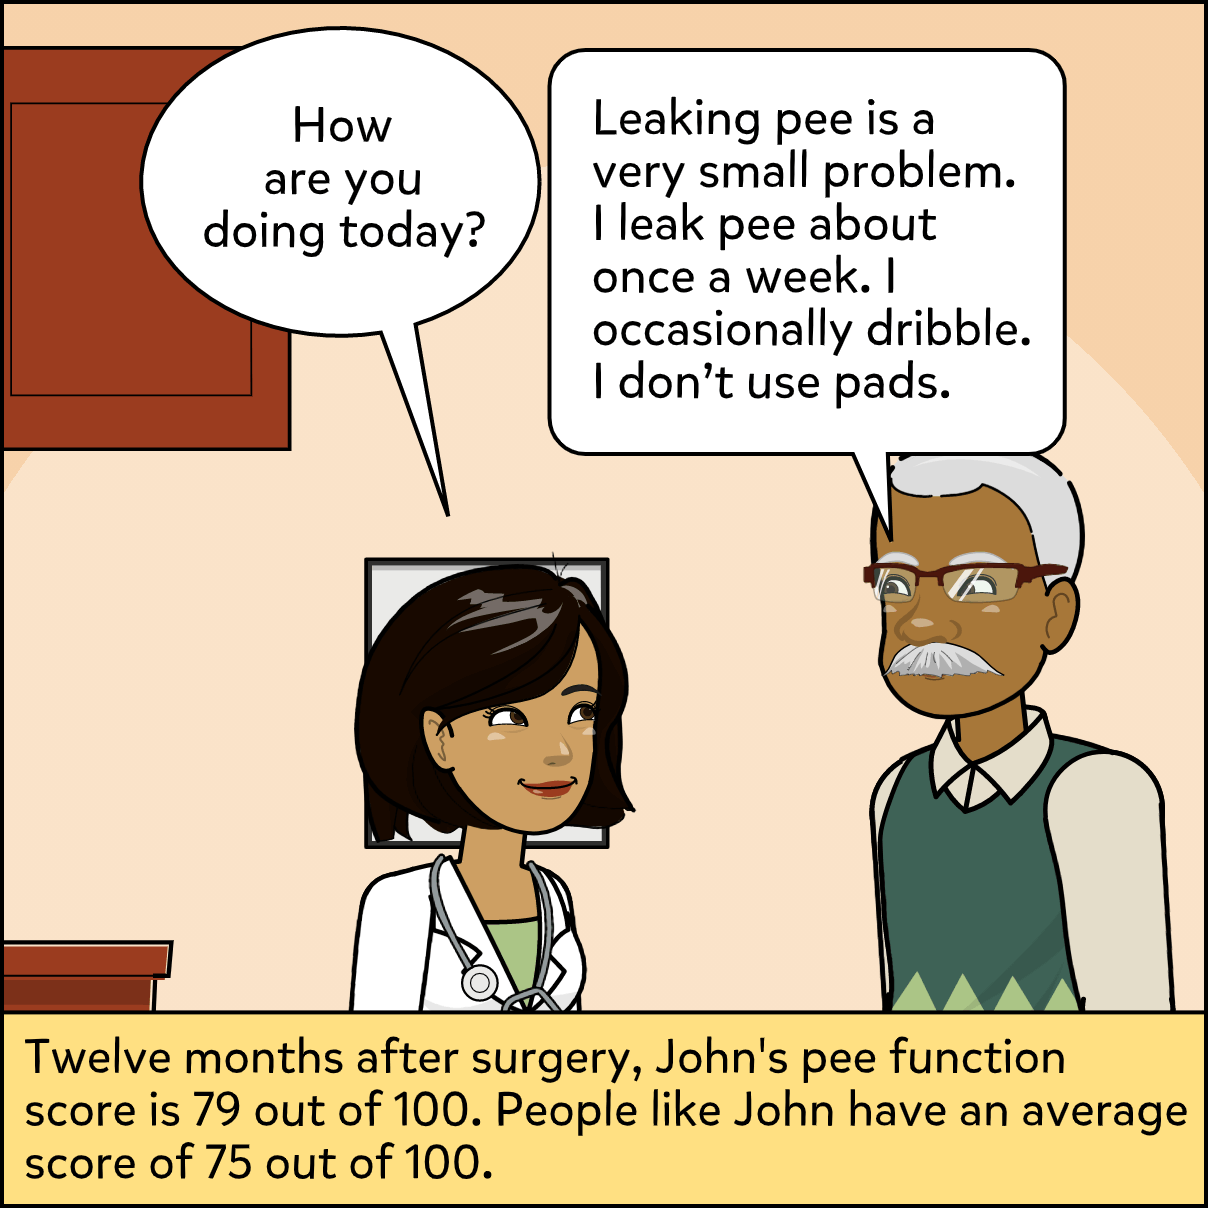 How
are you
doing today?
Leaking pee is a
very small problem.
I leak pee about
once a week. I
occasionally dribble.
I don’t use pads.
Twelve months after surgery, John's pee function
score is 79 out of 100. People like John have an average
score of 75 out of 100.